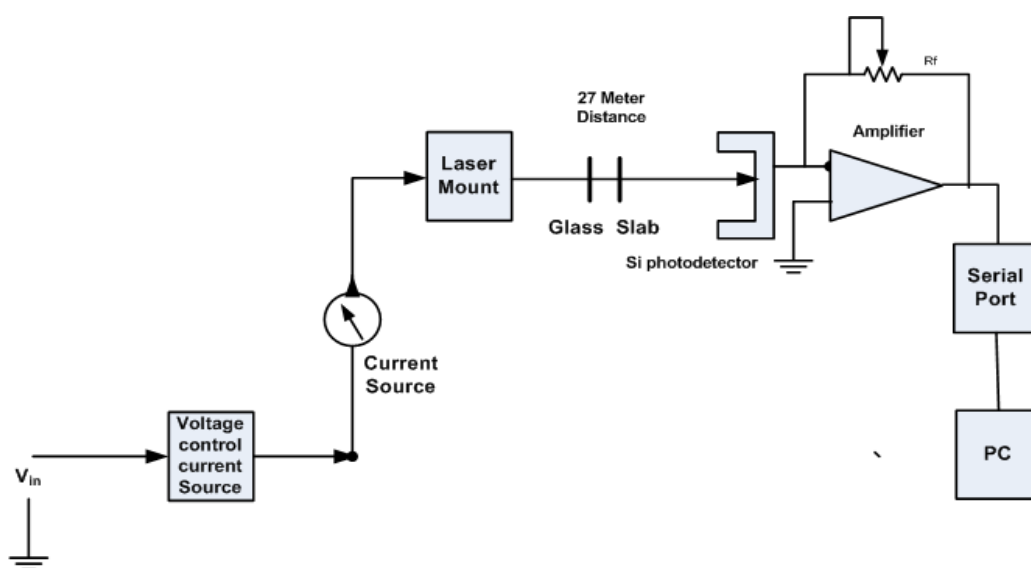 Rf
27 Meter
Distance
Amplifier
Laser
Mount
Glass Slab
Si photodetector
Serial
Port
Current
Source
Voltage
control
current
Source
Vin
PC